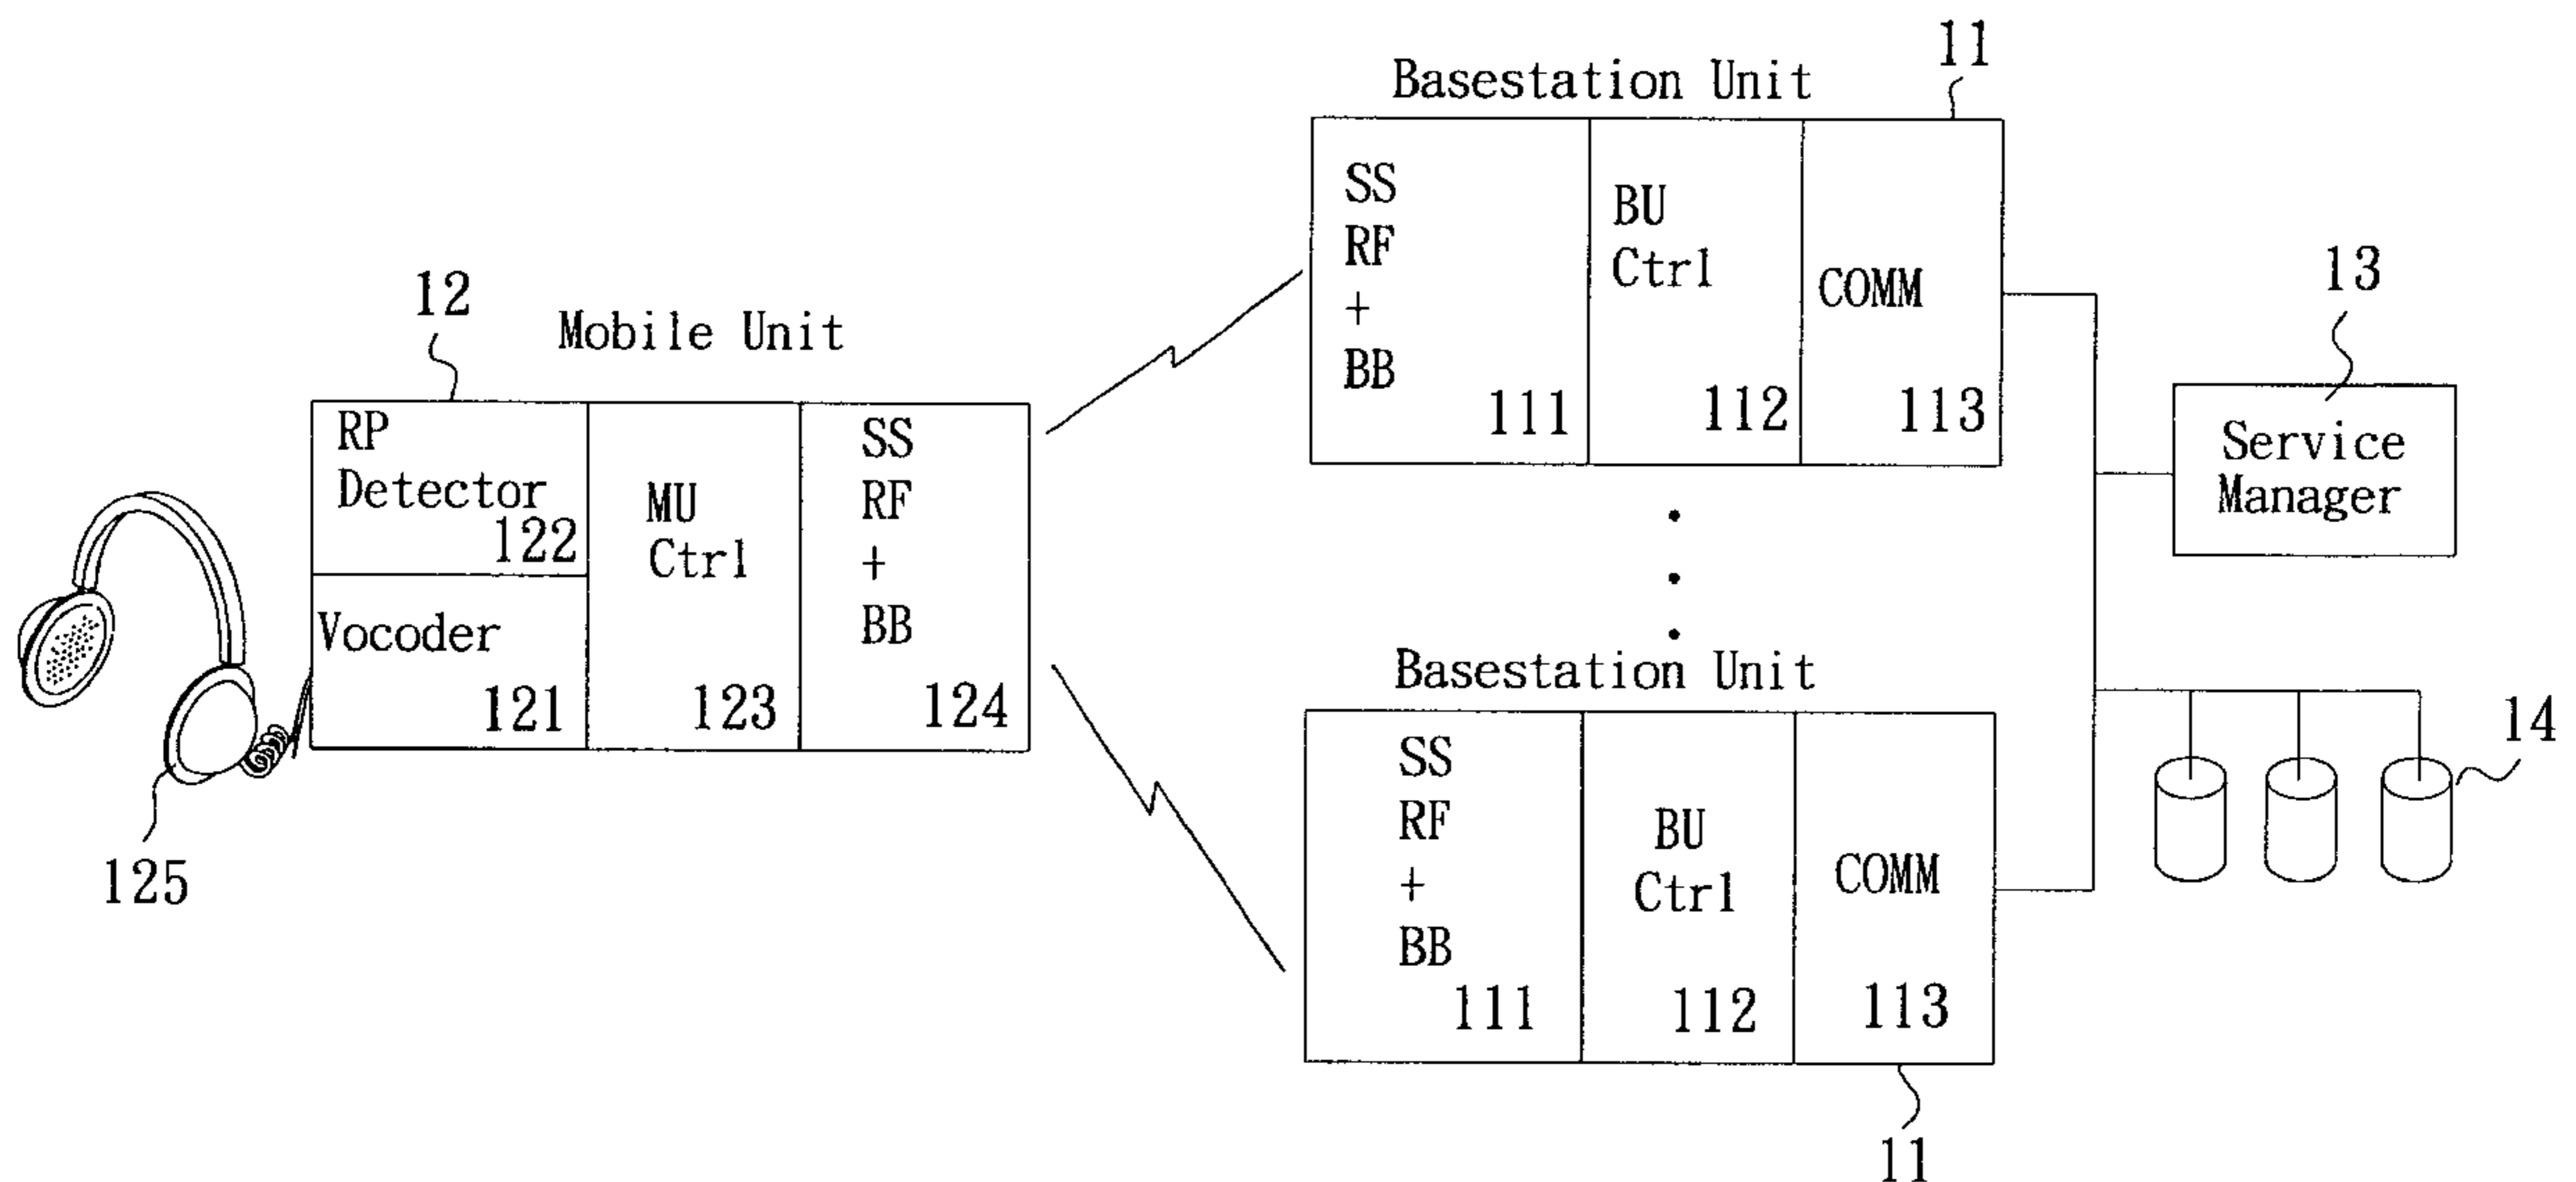 12
Mobile Unit
RP
Detector
122
Vocoder
121
MU
Ctrl
123
SS
RF
+
BB
124
125
Basestation Unit
11
SS
RF
+
BB
111
BU
Ctrl
112
COMM
113
Basestation Unit
SS
RF
+
BB
111
BU
Ctrl
112
COMM
113
11
13
Service
Manager
14